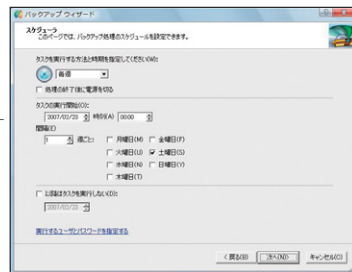 バックアップ ウィザード
スケジューラ
このページでは、バックアップ処理のスケジュールを設定できます。
タスクを実行する方法と時期を指定してください(W):
毎週
処理の終了後に電源を切る
タスクの実行開始(O):
2007/03/23 時刻(A) 00:00
間隔(E)
1 週ごと: 月曜日(M) 金曜日(F)
火曜日(U) 土曜日(S)
水曜日(N) 日曜日(Y)
木曜日(T)
以降はタスクを実行しない(D):
2007/03/23
実行するユーザとパスワードを指定する
< 戻る(B) 次へ(N)> キャンセル(C)